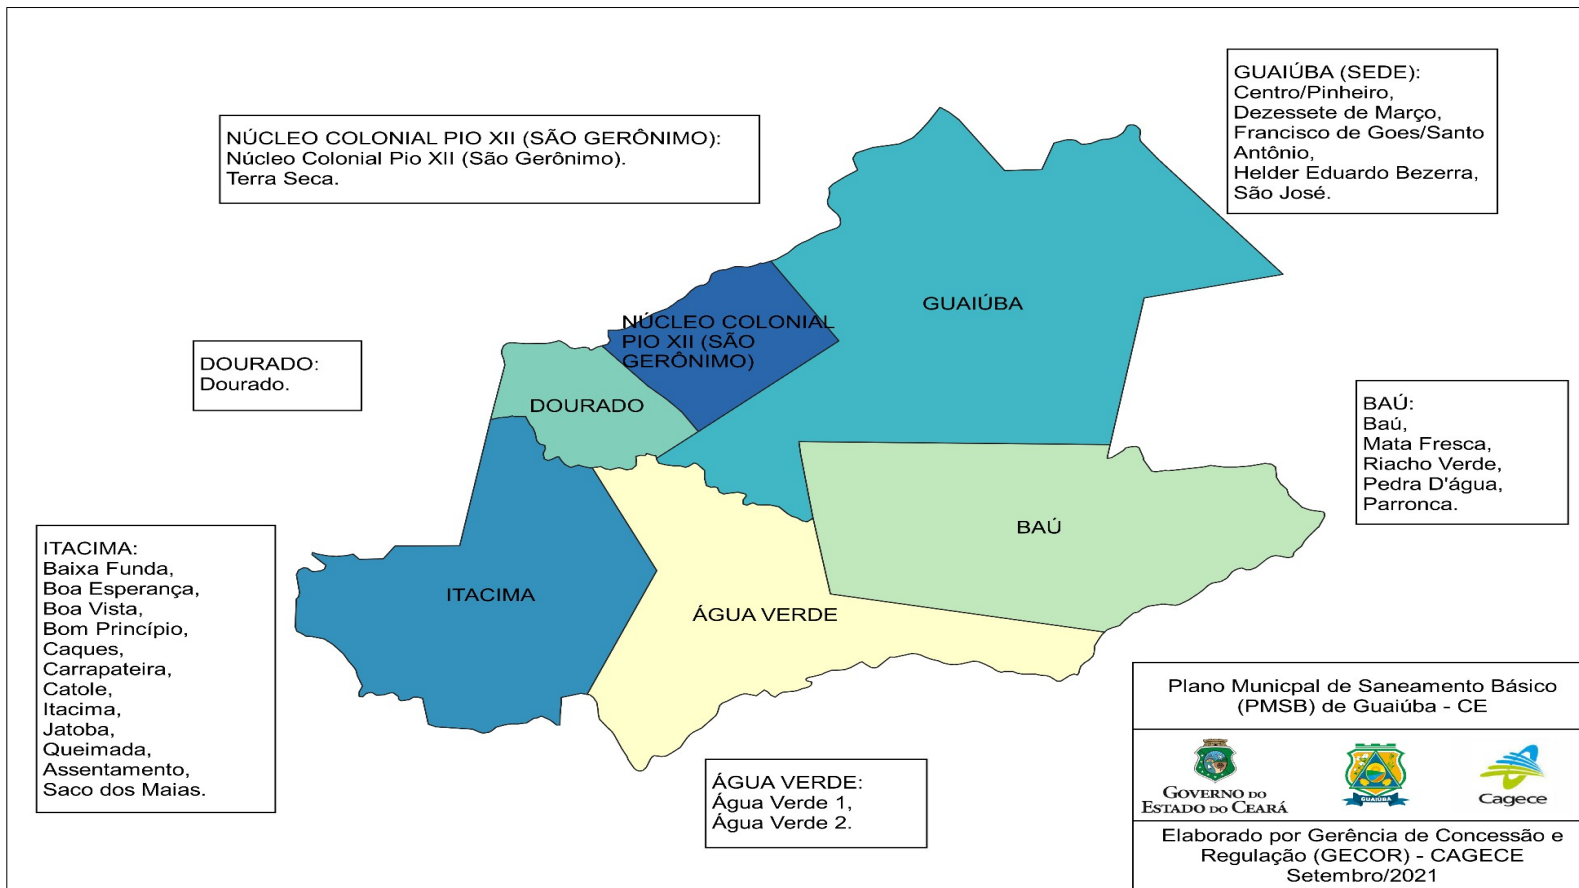 GUAIÚBA (SEDE):
Centro/Pinheiro,
Dezessete de Março,
Francisco de Goes/Santo
Antônio,
Helder Eduardo Bezerra,
São José.
NÚCLEO COLONIAL PIO XII (SÃO GERÔNIMO):
Núcleo Colonial Pio XII (São Gerônimo).
Terra Seca.
GUAIÚBA
NÚCLEO COLONIAL
PIO XII (SÃO
GERÔNIMO)
DOURADO:
Dourado.
DOURADO
BAÚ:
Baú,
Mata Fresca,
Riacho Verde,
Pedra D'água,
Parronca.
BAÚ
ITACIMA:
Baixa Funda,
Boa Esperança,
Boa Vista,
Bom Princípio,
Caques,
Carrapateira,
Catole,
Itacima,
Jatoba,
Queimada,
Assentamento,
Saco dos Maias.
ITACIMA
ÁGUA VERDE
ÁGUA VERDE:
Água Verde 1,
Água Verde 2.
Plano Municpal de Saneamento Básico
(PMSB) de Guaiúba - CE
GOVERNO DO
ESTADO DO CEARÁ
GUAIÚBA
Cagece
Elaborado por Gerência de Concessão e
Regulação (GECOR) - CAGECE
Setembro/2021